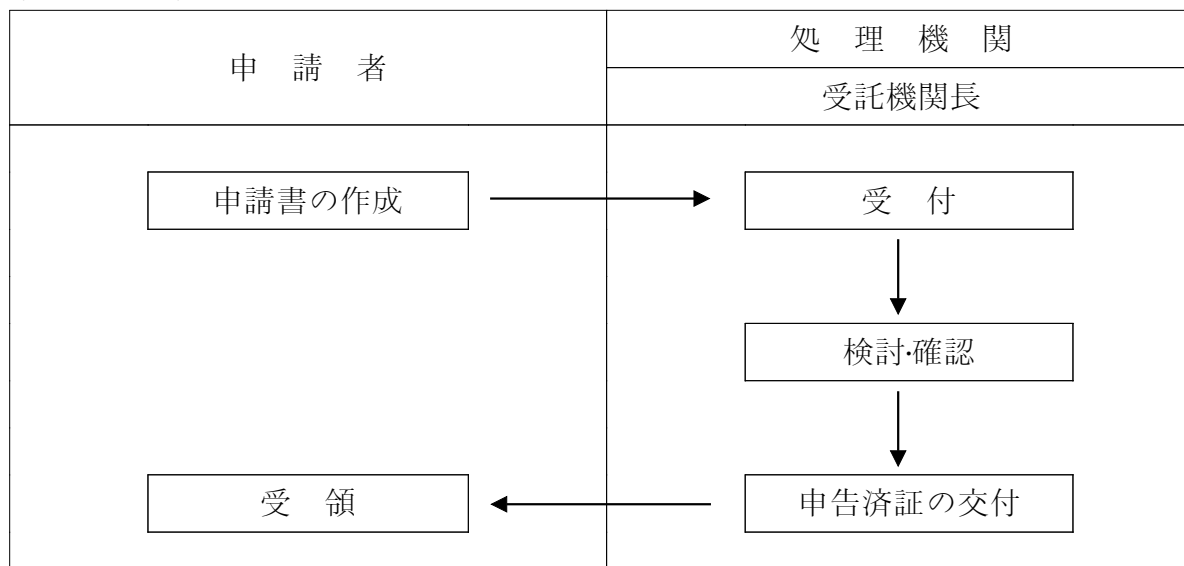 申 請 者
処 理 機 関
受託機関長
申請書の作成
受 付
検討·確認
受 領
申告済証の交付